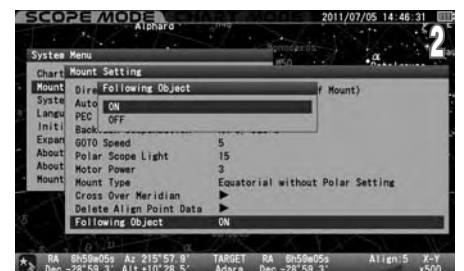 SCOPE MODE CHART MODE 2011/07/05 14:46:31
Alphard
2
System Menu
Chart Mount Setting
Mount Dire Following Object f Mount)
Syste Auto ON
Langu PEC OFF
Initi Back
Expan GOTO Speed 5
About Polar Scope Light 15
About Motor Power 3
Mount Mount Type Equatorial without Polar Setting
Cross Over Meridian ▶
Delete Align Point Data ▶
Following Object ON
RA 6h59m05s Az 215°57.9' TARGET RA 6h59m05s Align:5 X-Y
Dec -28°59.3' Alt +10°28.5' Adara Dec -28°59.3' x500